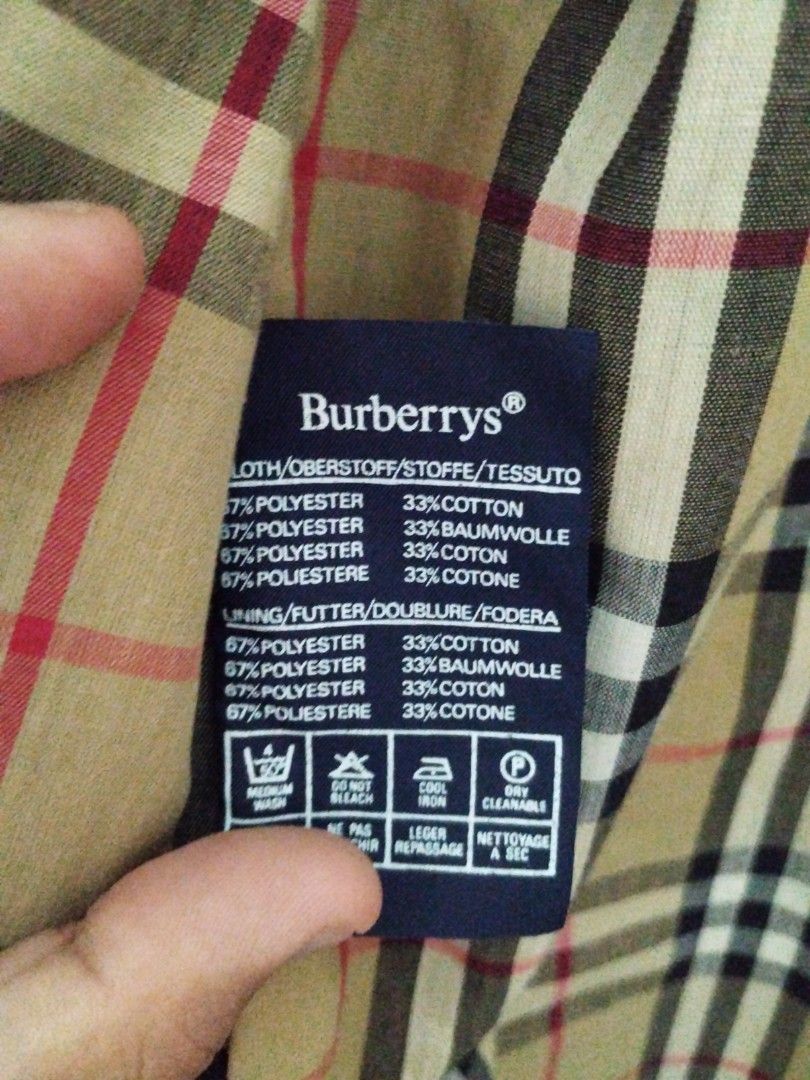 Burberrys®
LOTH/OBERSTOFF/STOFFE/TESSUTO
67% POLYESTER 33% COTTON
67% POLYESTER 33% BAUMWOLLE
67% POLYESTER 33% COTON
67% POLIESTERE 33% COTONE
LINING/FUTTER/DOUBLURE/FODERA
67% POLYESTER 33% COTTON
67% POLYESTER 33% BAUMWOLLE
67% POLYESTER 33% COTON
67% POLIESTERE 33% COTONE
4 P
MEDIUM WASH DO NOT BLEACH COOL IRON DRY CLEANABLE
NE PAS LEGER REPASSAGE NETTOYAGE A SEC